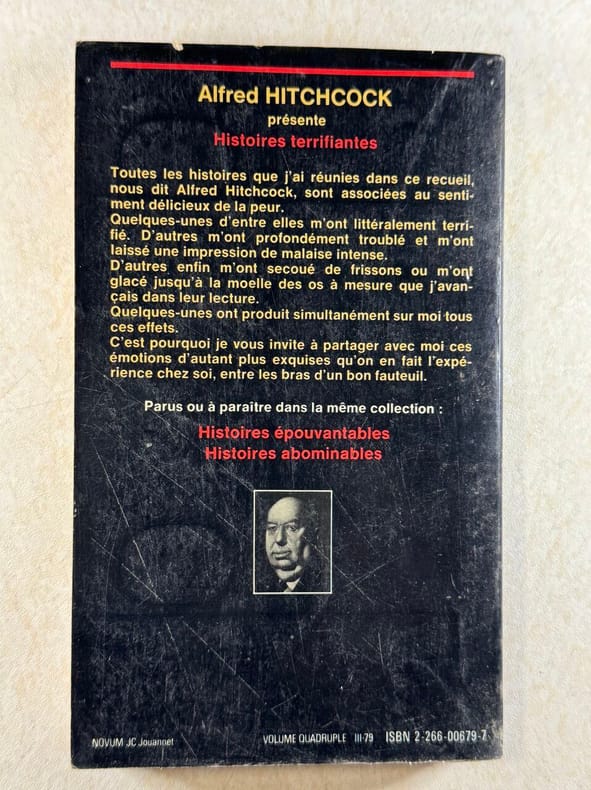 Alfred HITCHCOCK
présente
Histoires terrifiantes
Toutes les histoires que j'ai réunies dans ce recueil,
nous dit Alfred Hitchcock, sont associées au senti-
ment délicieux de la peur.
Quelques-unes d'entre elles m'ont littéralement terri-
fié. D'autres m'ont profondément troublé et m'ont
laissé une impression de malaise intense.
D'autres enfin m'ont secoué de frissons ou m'ont
glacé jusqu'à la moelle des os à mesure que j'avan-
çais dans leur lecture.
Quelques-unes ont produit simultanément sur moi tous
ces effets.
C'est pourquoi je vous invite à partager avec moi ces
émotions d'autant plus exquises qu'on en fait l'expé-
rience chez soi, entre les bras d'un bon fauteuil.
Parus ou à paraître dans la même collection :
Histoires épouvantables
Histoires abominables
NOVUM JC Jouannet VOLUME QUADRUPLE III-79 ISBN 2-266-00679-7